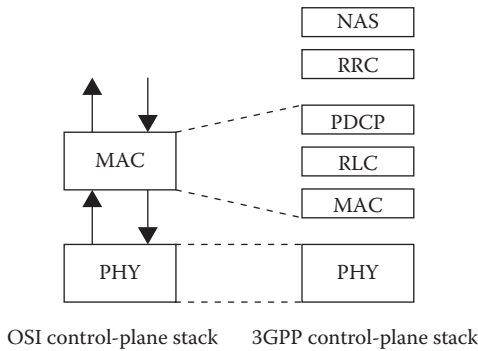 NAS
RRC
PDCP
MAC
RLC
MAC
PHY
PHY
OSI control-plane stack
3GPP control-plane stack